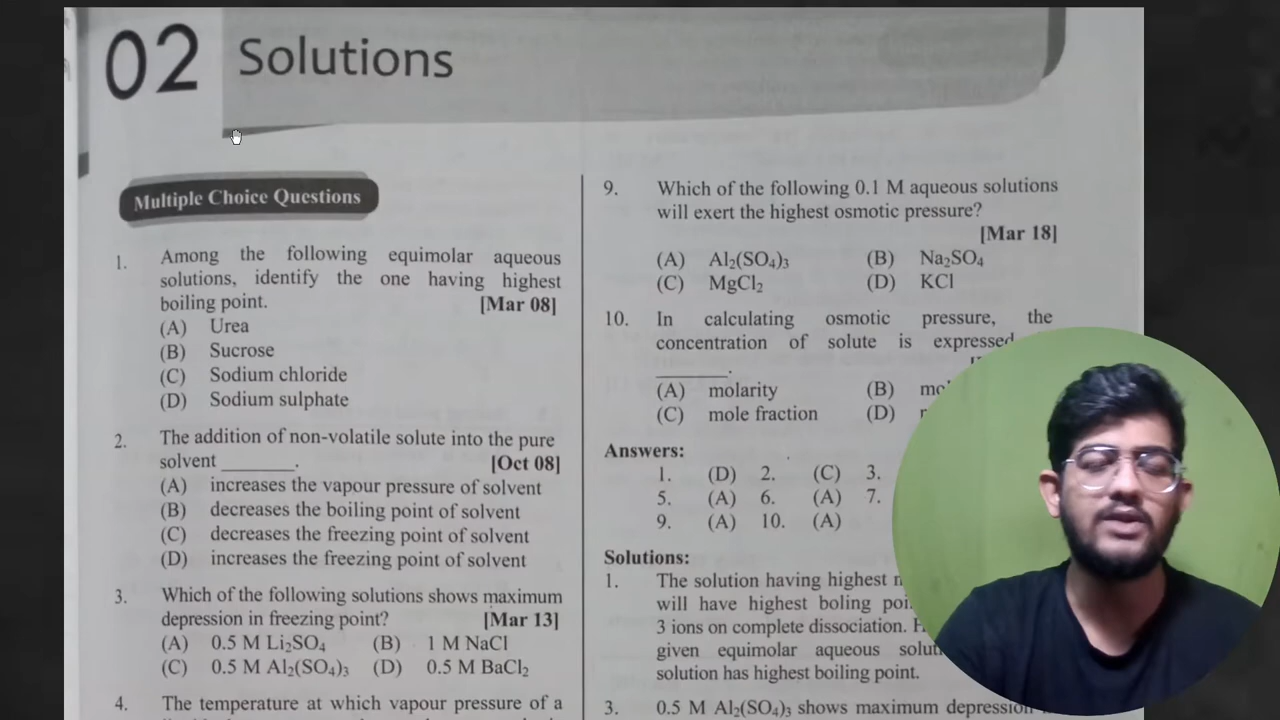 02 Solutions
Multiple Choice Questions
1. Among the following equimolar aqueous
solutions, identify the one having highest
boiling point. [Mar 08]
(A) Urea
(B) Sucrose
(C) Sodium chloride
(D) Sodium sulphate
2. The addition of non-volatile solute into the pure
solvent _______. [Oct 08]
(A) increases the vapour pressure of solvent
(B) decreases the boiling point of solvent
(C) decreases the freezing point of solvent
(D) increases the freezing point of solvent
3. Which of the following solutions shows maximum
depression in freezing point? [Mar 13]
(A) 0.5 M Li₂SO₄ (B) 1 M NaCl
(C) 0.5 M Al₂(SO₄)₃ (D) 0.5 M BaCl₂
4. The temperature at which vapour pressure of a
9. Which of the following 0.1 M aqueous solutions
will exert the highest osmotic pressure?
[Mar 18]
(A) Al₂(SO₄)₃ (B) Na₂SO₄
(C) MgCl₂ (D) KCl
10. In calculating osmotic pressure, the
concentration of solute is expressed
_______.
(A) molarity (B)
(C) mole fraction (D)
Answers:
1. (D) 2. (C) 3.
5. (A) 6. (A) 7.
9. (A) 10. (A)
Solutions:
1. The solution having highest
will have highest boling
3 ions on complete dissociation.
given equimolar aqueous
solution has highest boiling point.
3. 0.5 M Al₂(SO₄)₃ shows maximum depression